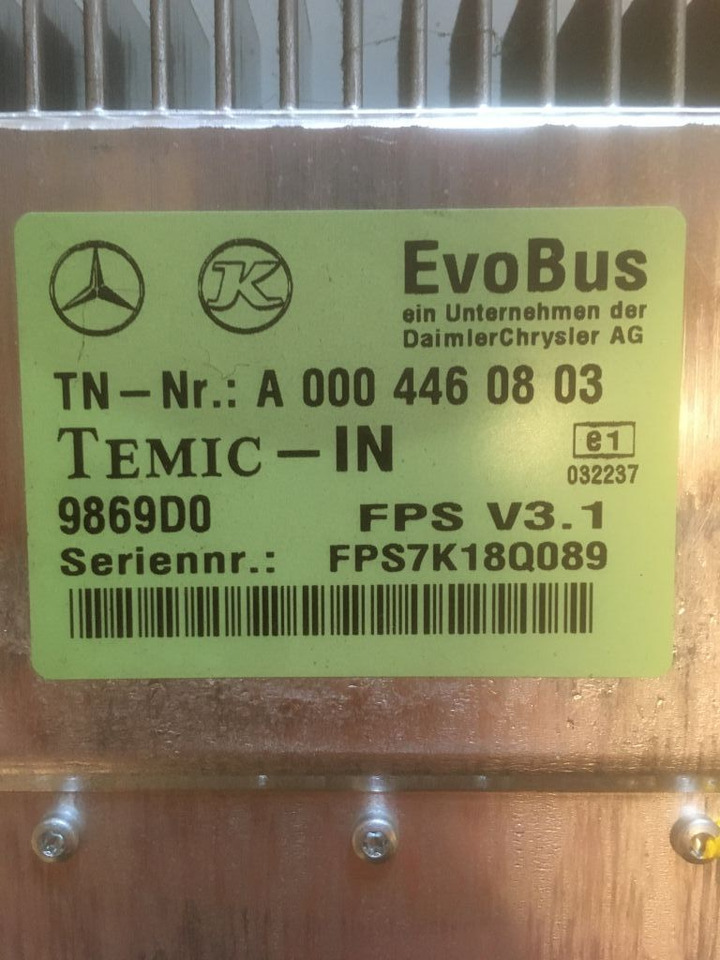 K
EvoBus
ein Unternehmen der
DaimlerChrysler AG
TN-Nr.: A 000 446 08 03
TEMIC-IN
e1
032237
9869D0 FPS V3.1
Seriennr.: FPS7K18Q089